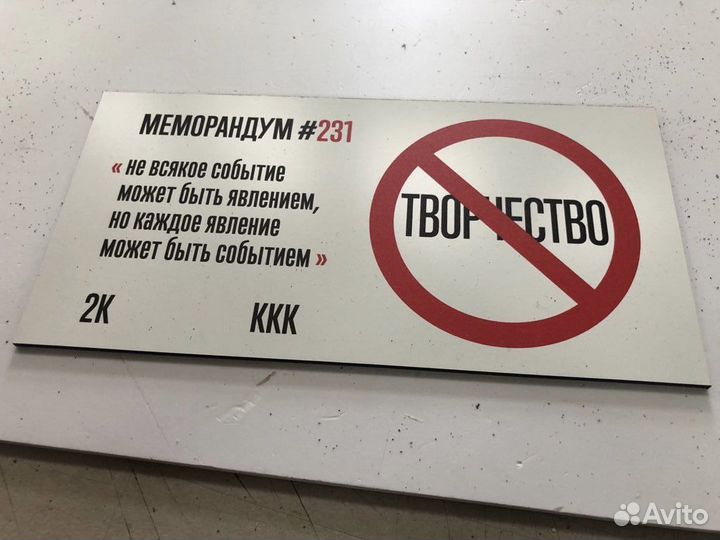 МЕМОРАНДУМ #231
« не всякое событие
может быть явлением,
но каждое явление
может быть событием »
2К
ККК
ТВОРЧЕСТВО
Avito